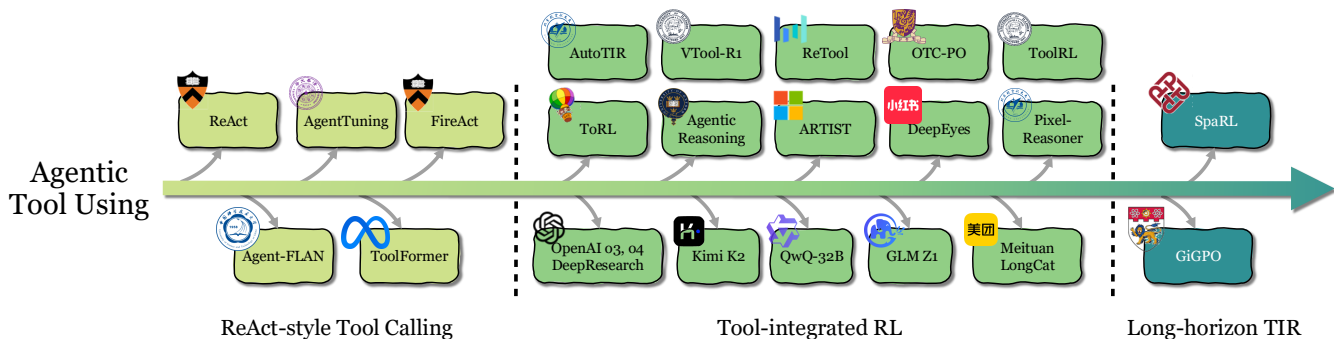 AutoTIR
VTool-R1
ReTool
OTC-PO
ToolRL
ReAct
AgentTuning
FireAct
ToRL
Agentic
Reasoning
ARTIST
小红书
DeepEyes
Pixel-
Reasoner
SpaRL
Agentic
Tool Using
Agent-FLAN
ToolFormer
OpenAI o3, o4
DeepResearch
Kimi K2
QwQ-32B
GLM Z1
美团
Meituan
LongCat
GiGPO
ReAct-style Tool Calling
Tool-integrated RL
Long-horizon TIR